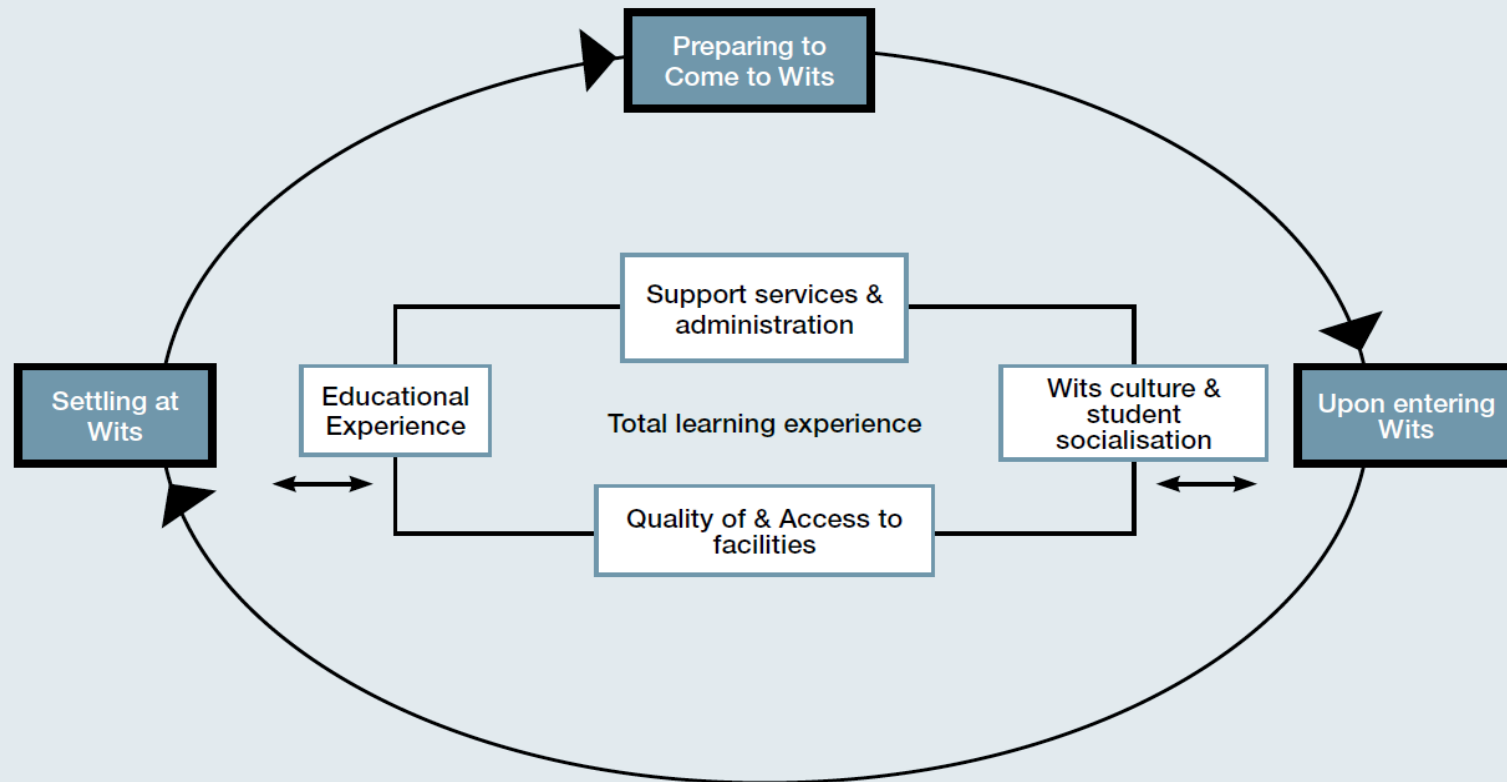 Preparing to
Come to Wits
Support services &
administration
Settling at
Wits
Educational
Experience
Total learning experience
Wits culture &
student
socialisation
Upon entering
Wits
Quality of & Access to
facilities